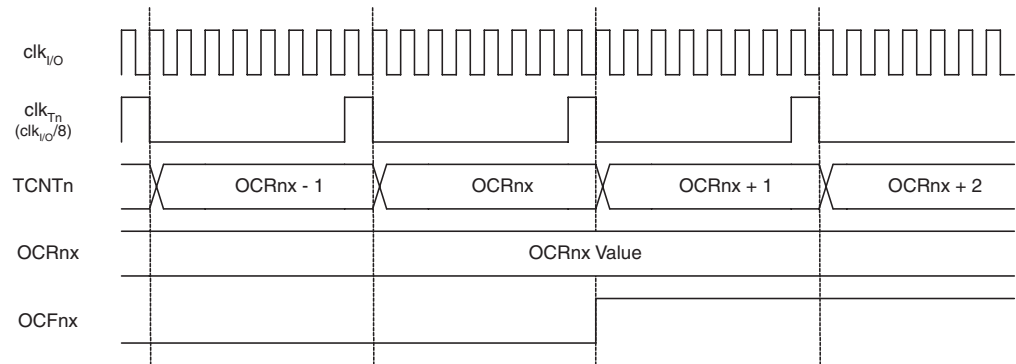 clkI/O
clkTn
(clkI/O/8)
TCNTn
OCRnx - 1
OCRnx
OCRnx + 1
OCRnx + 2
OCRnx
OCRnx Value
OCFnx